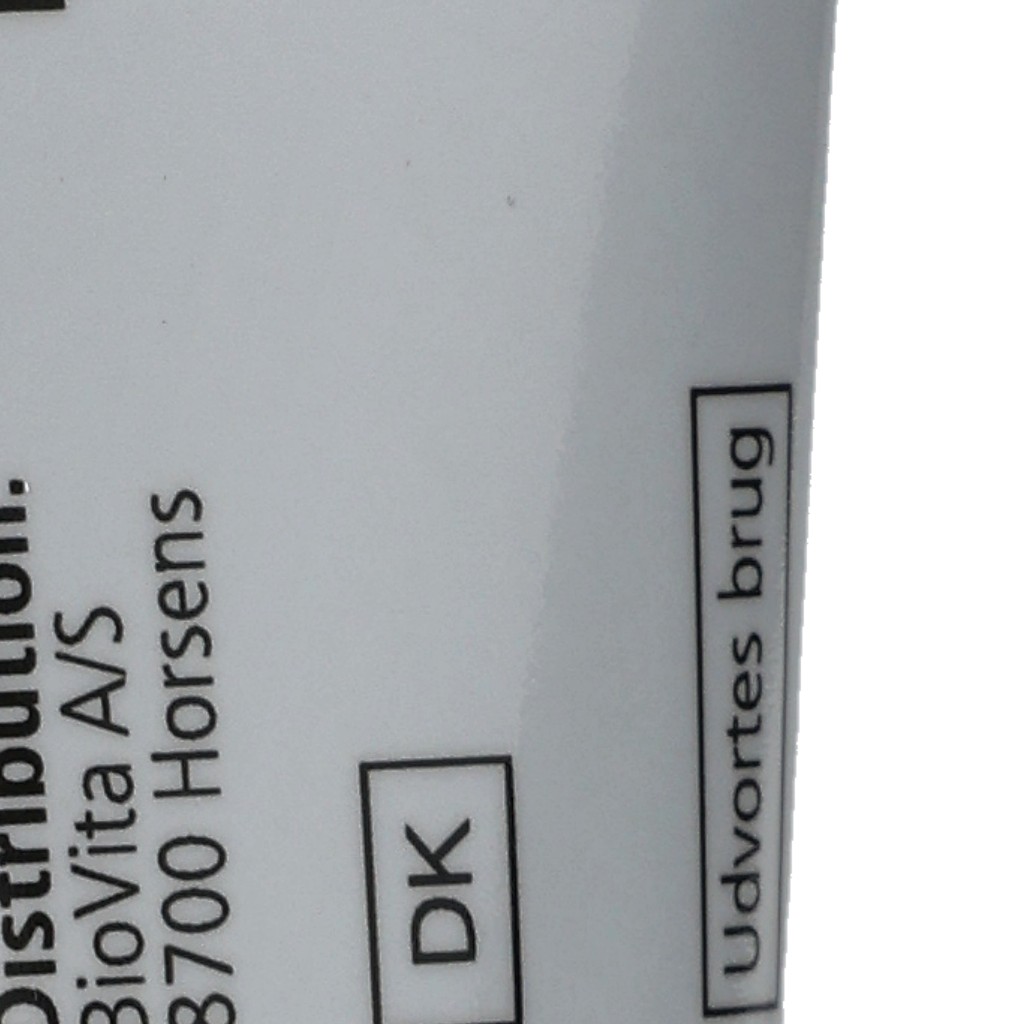 Distribution:
BioVita A/S
8700 Horsens
DK
Udvortes brug